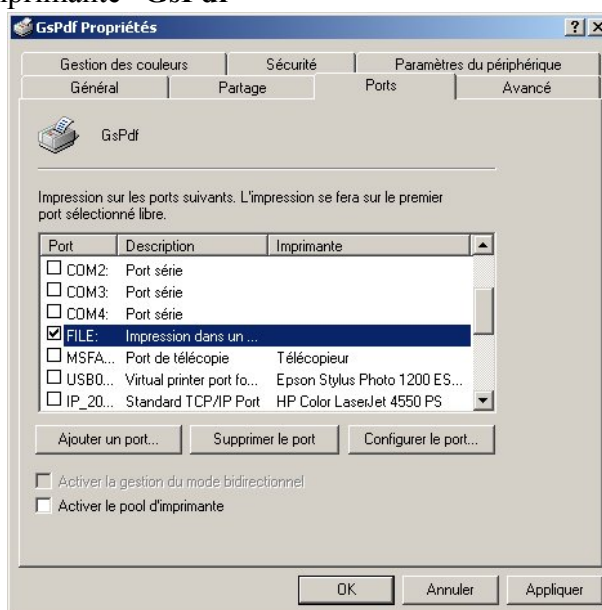 primante "GsPdf"
GsPdf Propriétés
Gestion des couleurs Sécurité Paramètres du périphérique
Général Partage Ports Avancé
GsPdf
Impression sur les ports suivants. L'impression se fera sur le premier
port sélectionné libre.
Port Description Imprimante
COM2: Port série
COM3: Port série
COM4: Port série
FILE: Impression dans un ...
MSFA... Port de télécopie Télécopieur
USB0... Virtual printer port fo... Epson Stylus Photo 1200 ES...
IP_20... Standard TCP/IP Port HP Color LaserJet 4550 PS
Ajouter un port... Supprimer le port Configurer le port...
Activer la gestion du mode bidirectionnel
Activer le pool d'imprimante
OK Annuler Appliquer